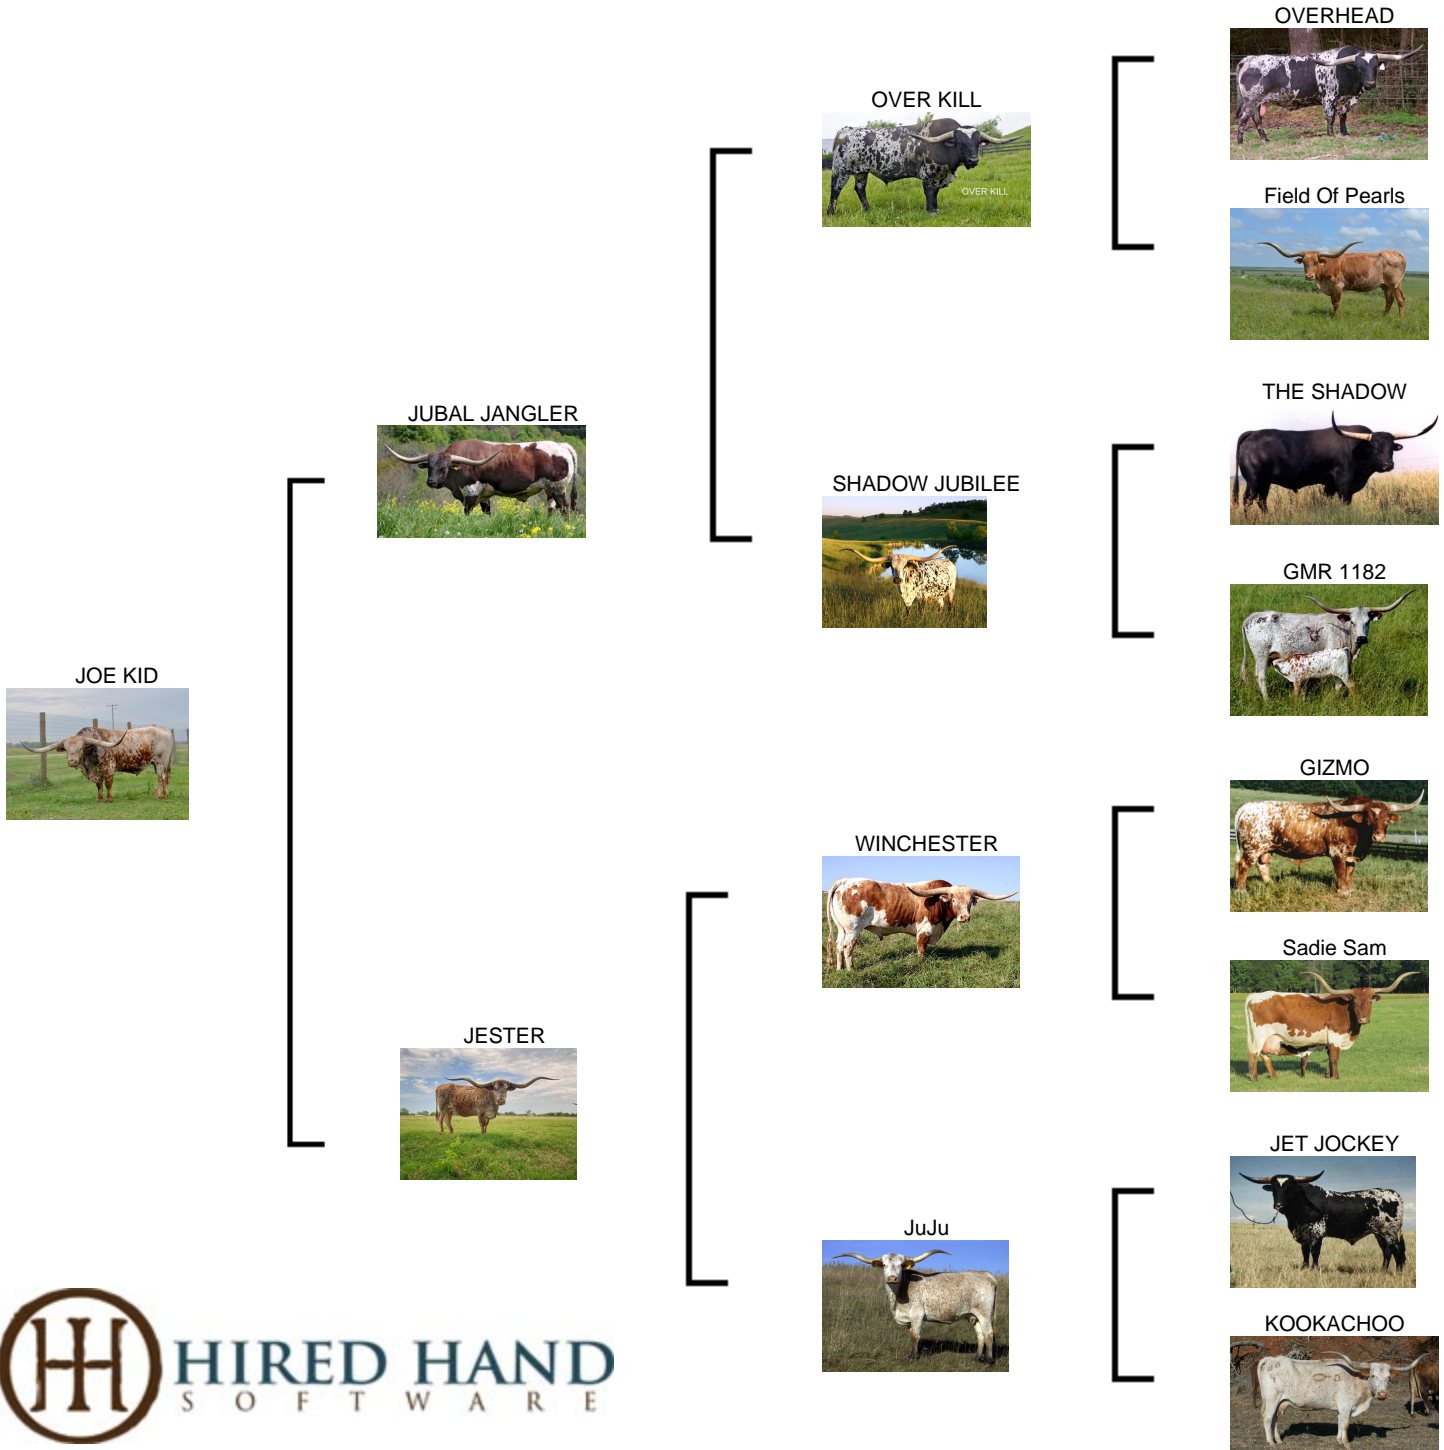 OVERHEAD
OVER KILL
OVER KILL
Field Of Pearls
THE SHADOW
JUBAL JANGLER
SHADOW JUBILEE
GMR 1182
JOE KID
GIZMO
WINCHESTER
Sadie Sam
JESTER
JET JOCKEY
JuJu
KOOKACHOO
HIRED HAND
SOFTWARE